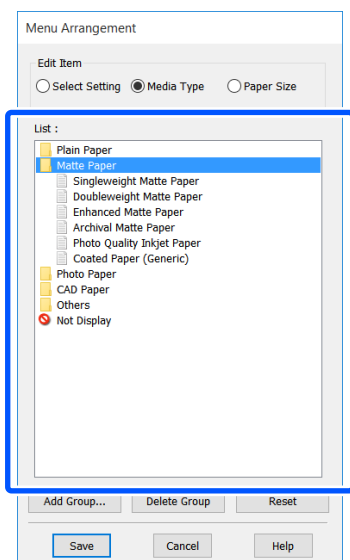 Menu Arrangement
Edit Item
Select Setting Media Type Paper Size
List :
Plain Paper
Matte Paper
Singleweight Matte Paper
Doubleweight Matte Paper
Enhanced Matte Paper
Archival Matte Paper
Photo Quality Inkjet Paper
Coated Paper (Generic)
Photo Paper
CAD Paper
Others
Not Display
Add Group... Delete Group Reset
Save Cancel Help